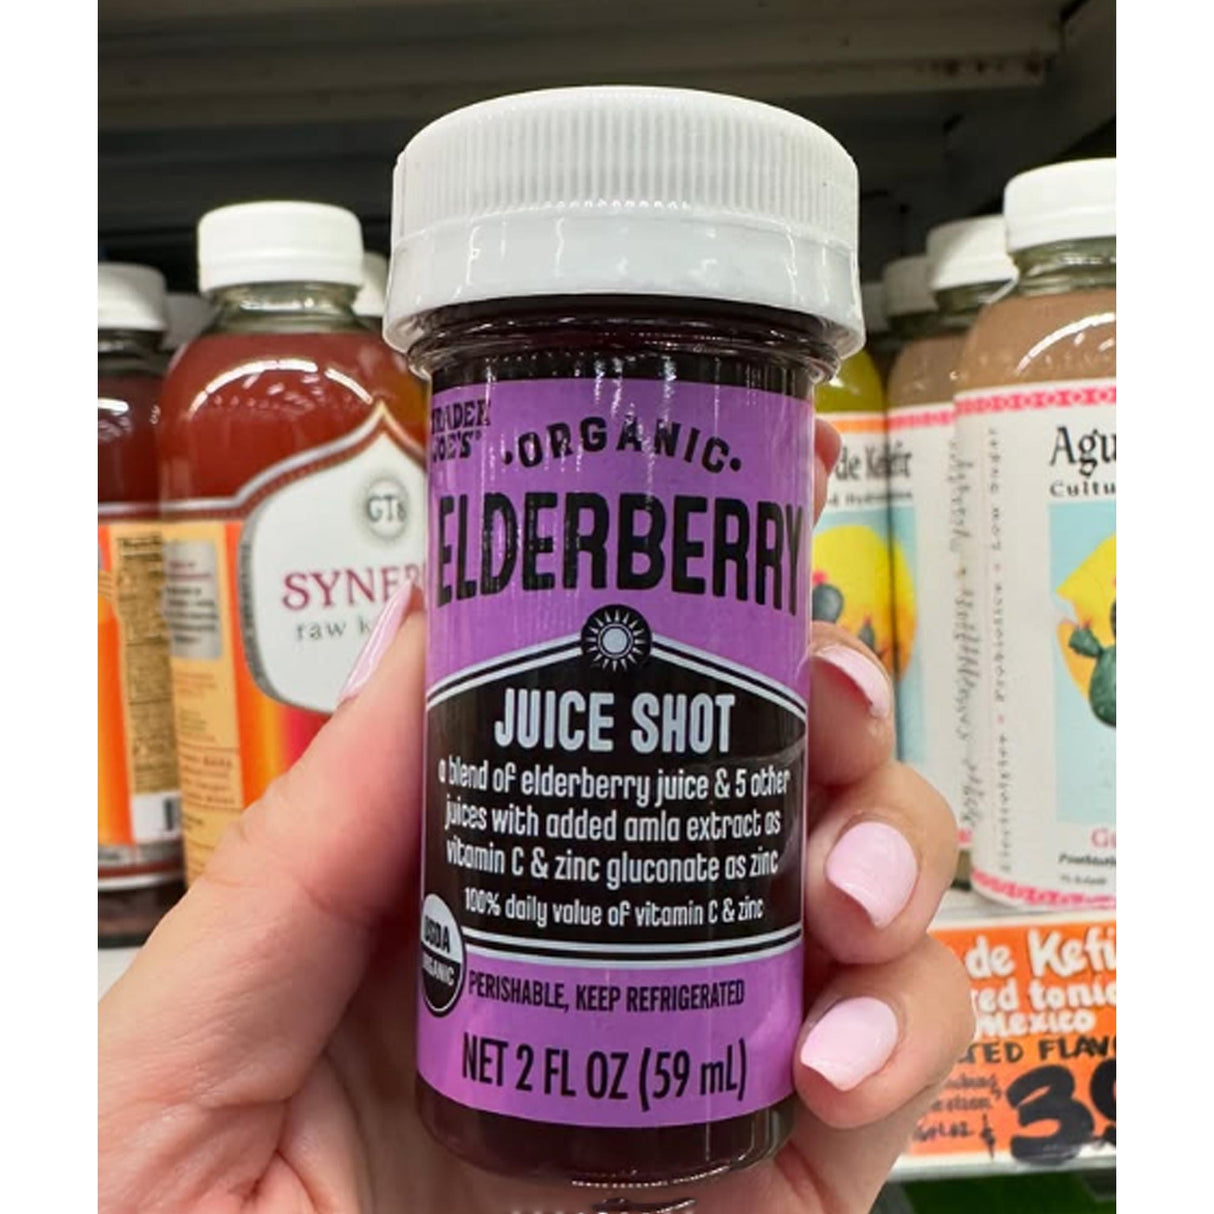 TRADER
JOE'S
ORGANIC
ELDERBERRY
JUICE SHOT
a blend of elderberry juice & 5 other
juices with added amla extract as
vitamin C & zinc gluconate as zinc
100% daily value of vitamin C & zinc
USDA
ORGANIC
PERISHABLE, KEEP REFRIGERATED
NET 2 FL OZ (59 mL)
GT's
SYNER
raw k
de Kefir
Agu
Cultu
de Kefi
red tonic
Mexico
TED FLAV
3